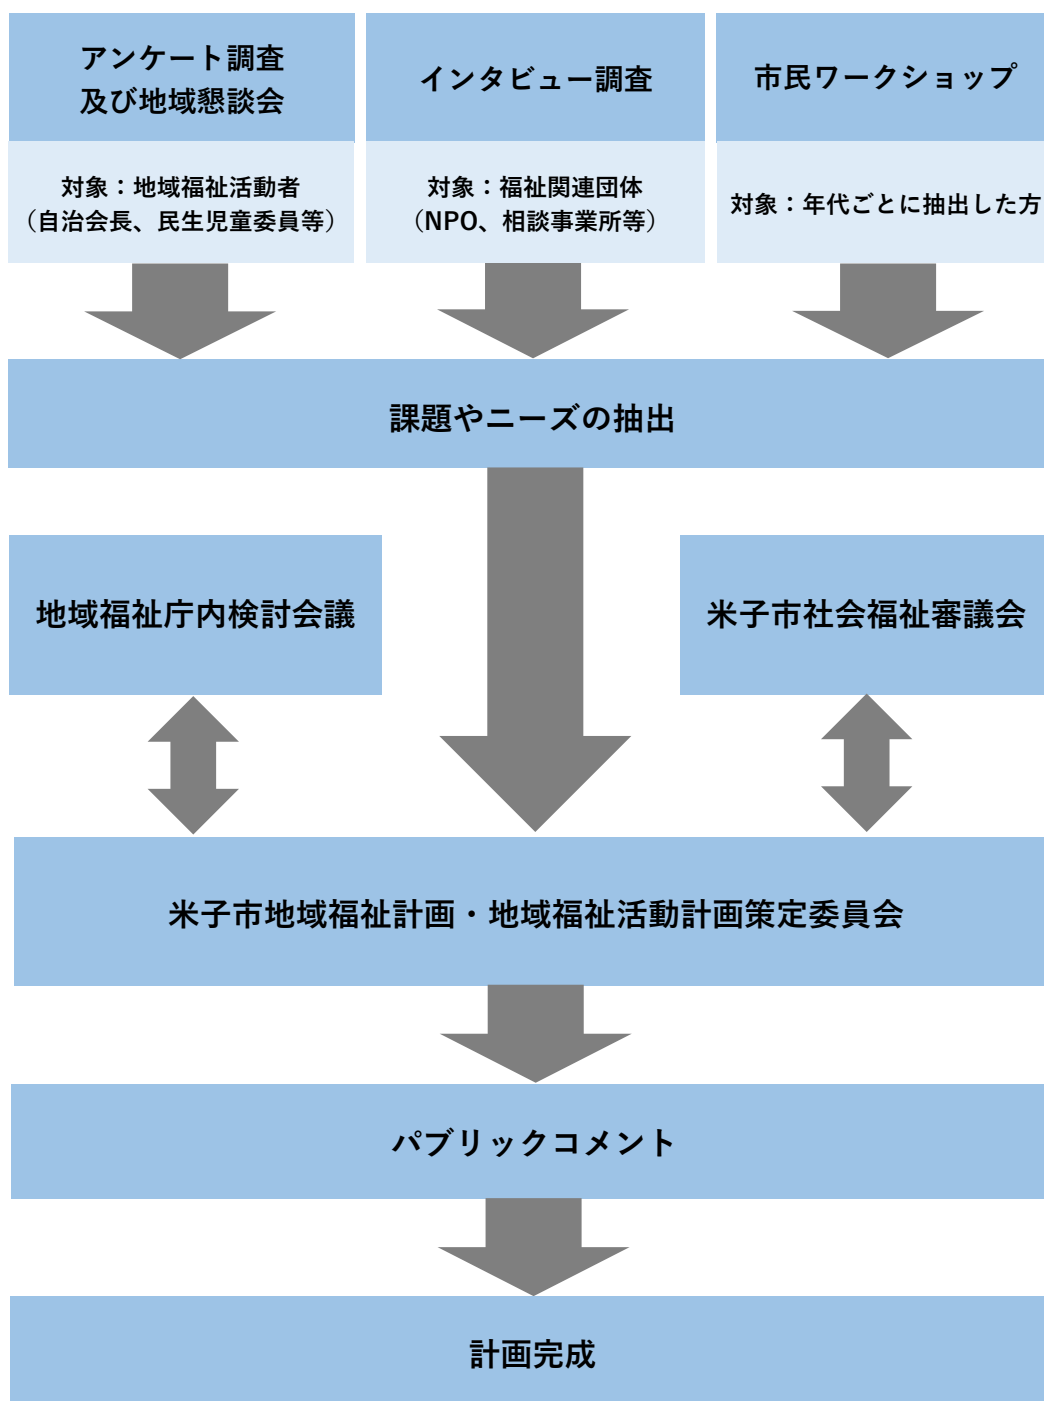 アンケート調査
及び地域懇談会
対象：地域福祉活動者
（自治会長、民生児童委員等）
インタビュー調査
対象：福祉関連団体
（NPO、相談事業所等）
市民ワークショップ
対象：年代ごとに抽出した方
課題やニーズの抽出
地域福祉庁内検討会議
米子市社会福祉審議会
米子市地域福祉計画・地域福祉活動計画策定委員会
パブリックコメント
計画完成